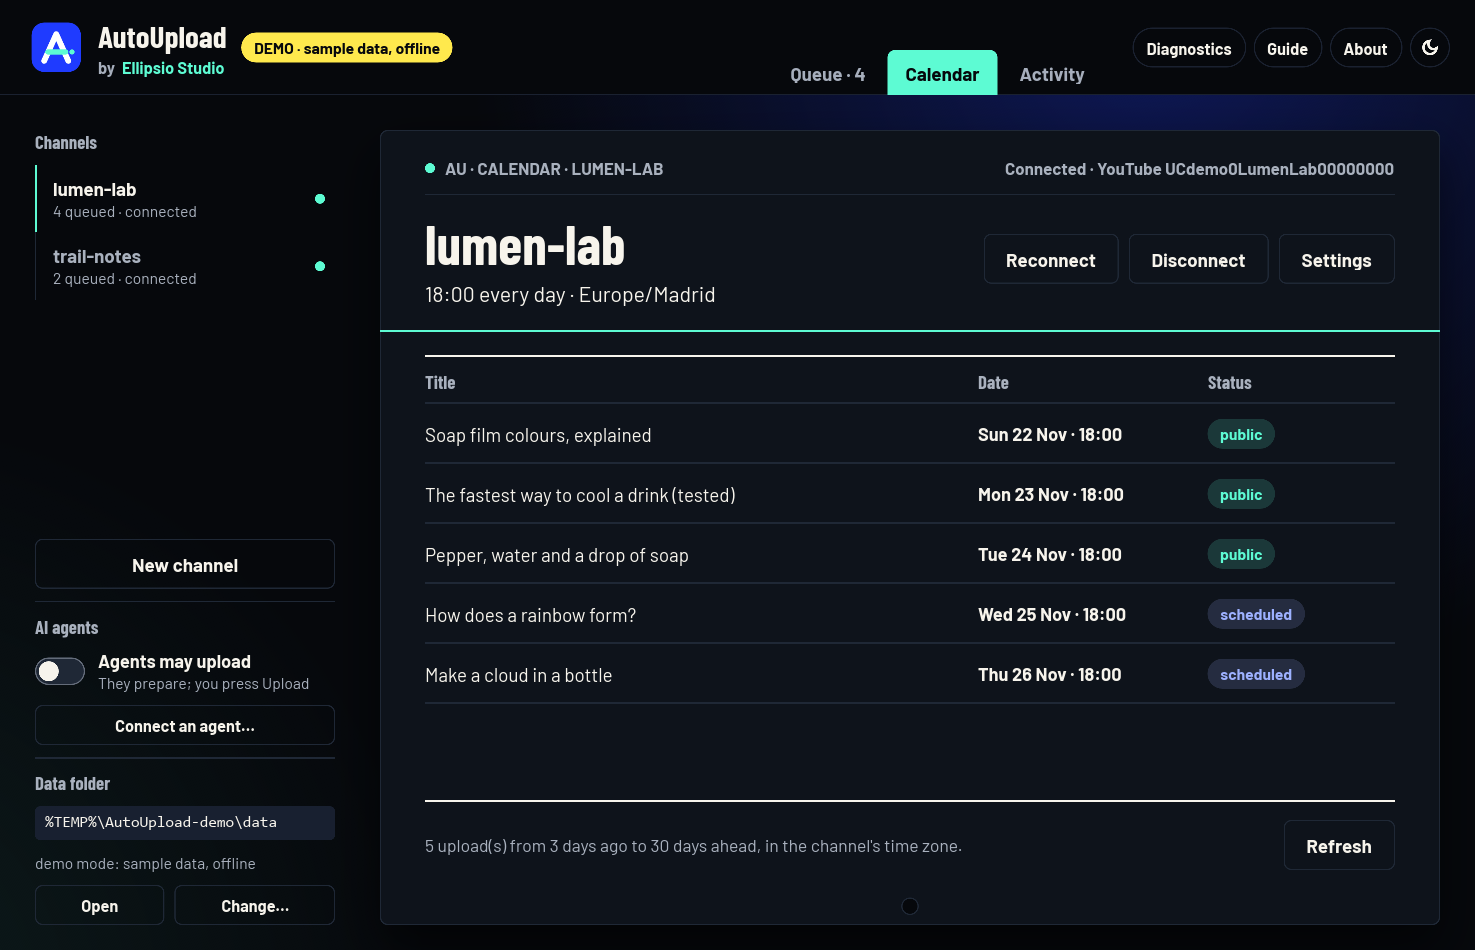 AutoUpload
by Ellipsio Studio
DEMO · sample data, offline
Queue · 4
Calendar
Activity
Diagnostics
Guide
About
Channels
lumen-lab
4 queued · connected
trail-notes
2 queued · connected
New channel
AI agents
Agents may upload
They prepare; you press Upload
Connect an agent...
Data folder
%TEMP%\AutoUpload-demo\data
demo mode: sample data, offline
Open
Change...
AU · CALENDAR · LUMEN-LAB
Connected · YouTube UCdemo0LumenLab00000000
lumen-lab
18:00 every day · Europe/Madrid
Reconnect
Disconnect
Settings
Title Date Status
Soap film colours, explained Sun 22 Nov · 18:00 public
The fastest way to cool a drink (tested) Mon 23 Nov · 18:00 public
Pepper, water and a drop of soap Tue 24 Nov · 18:00 public
How does a rainbow form? Wed 25 Nov · 18:00 scheduled
Make a cloud in a bottle Thu 26 Nov · 18:00 scheduled
5 upload(s) from 3 days ago to 30 days ahead, in the channel's time zone.
Refresh